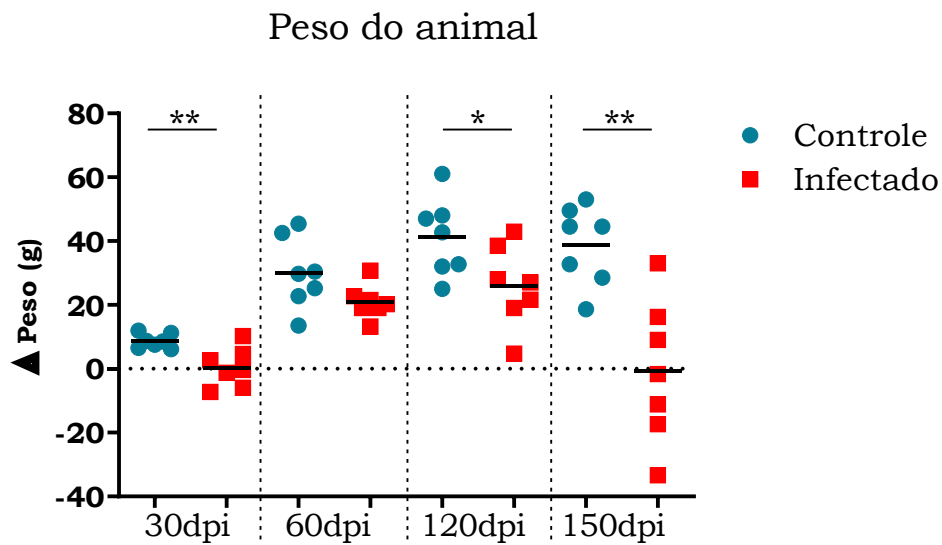 Peso do animal
** * **
Controle
Infectado
▲ Peso (g)
80
60
40
20
0
-20
-40
30dpi 60dpi 120dpi 150dpi